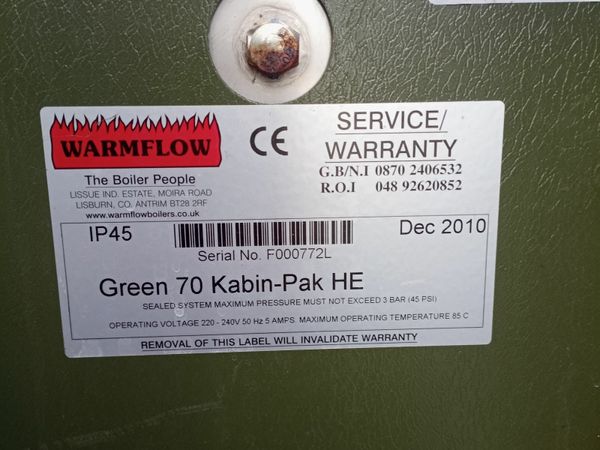 WARMFLOW
The Boiler People
LISSUE IND. ESTATE, MOIRA ROAD
LISBURN, CO. ANTRIM BT28 2RF
www.warmflowboilers.co.uk
CE
SERVICE/
WARRANTY
G.B/N.I 0870 2406532
R.O.I 048 92620852
IP45
Serial No. F000772L
Dec 2010
Green 70 Kabin-Pak HE
SEALED SYSTEM MAXIMUM PRESSURE MUST NOT EXCEED 3 BAR (45 PSI)
OPERATING VOLTAGE 220 - 240V 50 Hz 5 AMPS. MAXIMUM OPERATING TEMPERATURE 85 C
REMOVAL OF THIS LABEL WILL INVALIDATE WARRANTY